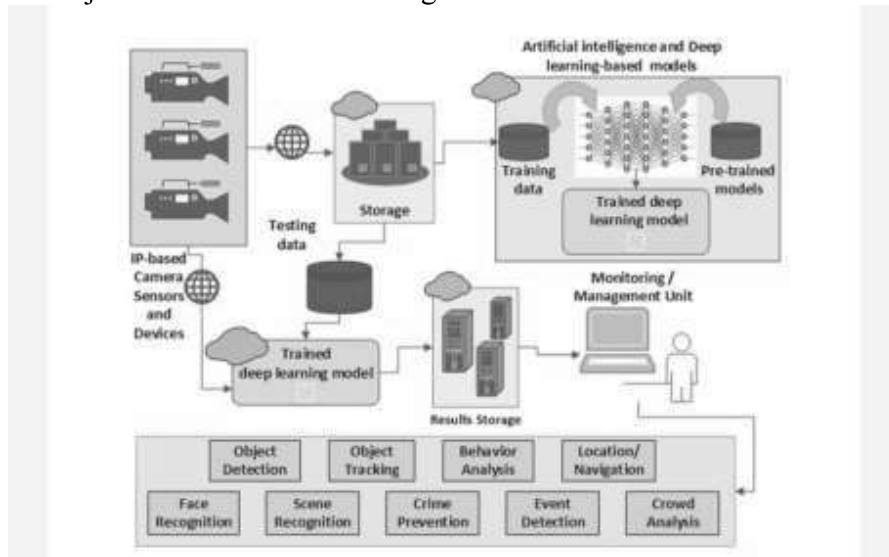 Artificial intelligence and Deep
learning-based models
Training
data
Pre-trained
models
Trained deep
learning model
Storage
Testing
data
IP-based
Camera
Sensors
and
Devices
Monitoring /
Management Unit
Trained
deep learning model
Results Storage
Object
Detection
Object
Tracking
Behavior
Analysis
Location/
Navigation
Face
Recognition
Scene
Recognition
Crime
Prevention
Event
Detection
Crowd
Analysis